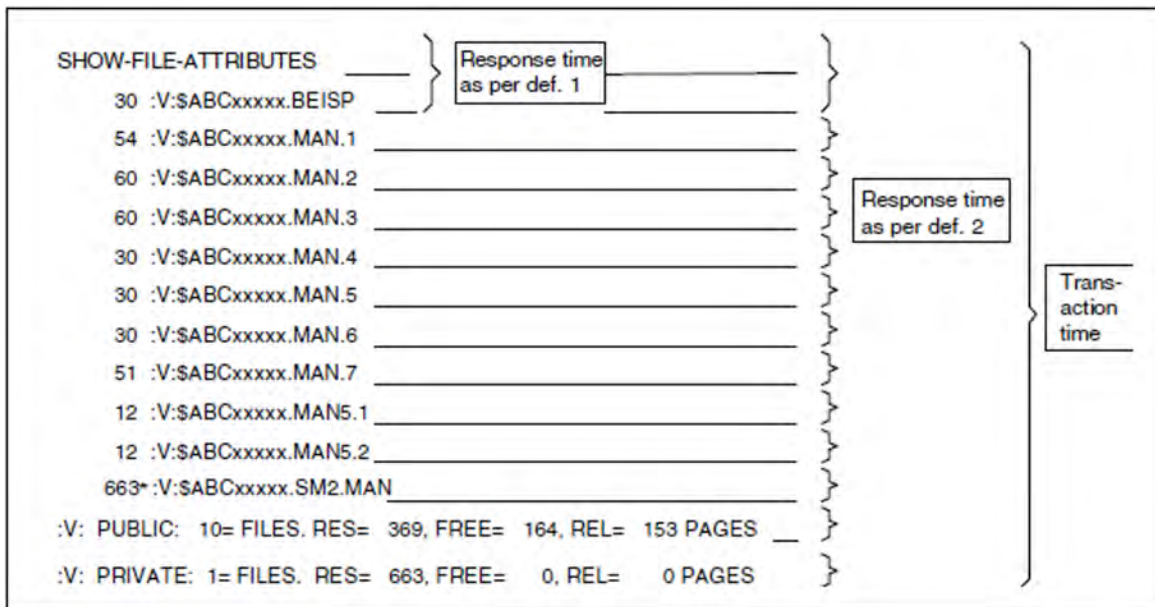 SHOW-FILE-ATTRIBUTES
Response time
as per def. 1
30 :V:$ABCxxxxx.BEISP
54 :V:$ABCxxxxx.MAN.1
60 :V:$ABCxxxxx.MAN.2
60 :V:$ABCxxxxx.MAN.3
Response time
as per def. 2
30 :V:$ABCxxxxx.MAN.4
30 :V:$ABCxxxxx.MAN.5
30 :V:$ABCxxxxx.MAN.6
Trans-
action
time
51 :V:$ABCxxxxx.MAN.7
12 :V:$ABCxxxxx.MAN5.1
12 :V:$ABCxxxxx.MAN5.2
663* :V:$ABCxxxxx.SM2.MAN
:V: PUBLIC: 10= FILES. RES= 369, FREE= 164, REL= 153 PAGES
:V: PRIVATE: 1= FILES. RES= 663, FREE= 0, REL= 0 PAGES